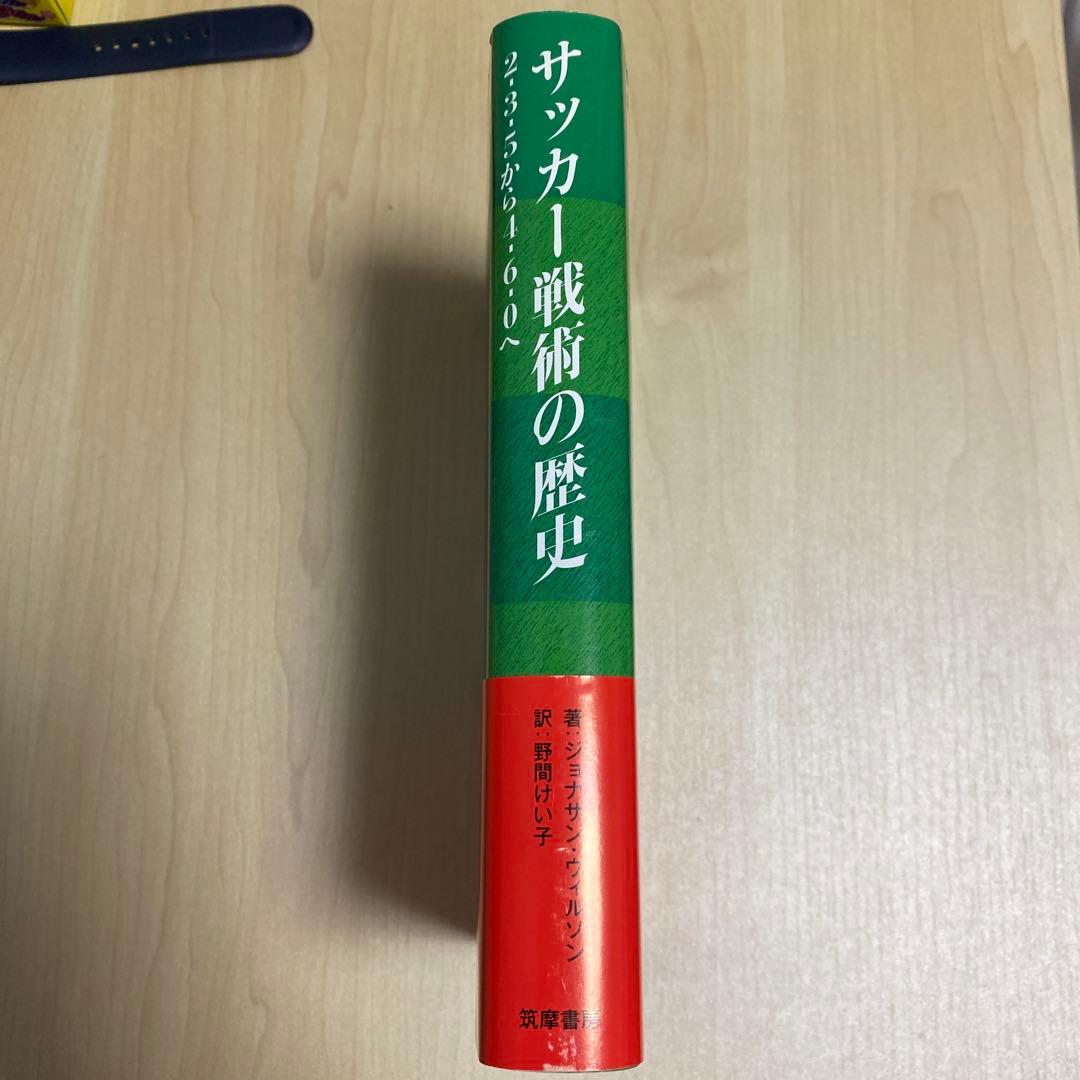 サッカー戦術の歴史
2-3-5から4-6-0へ
著:ジョナサン・ウィルソン
訳:野間けい子
筑摩書房